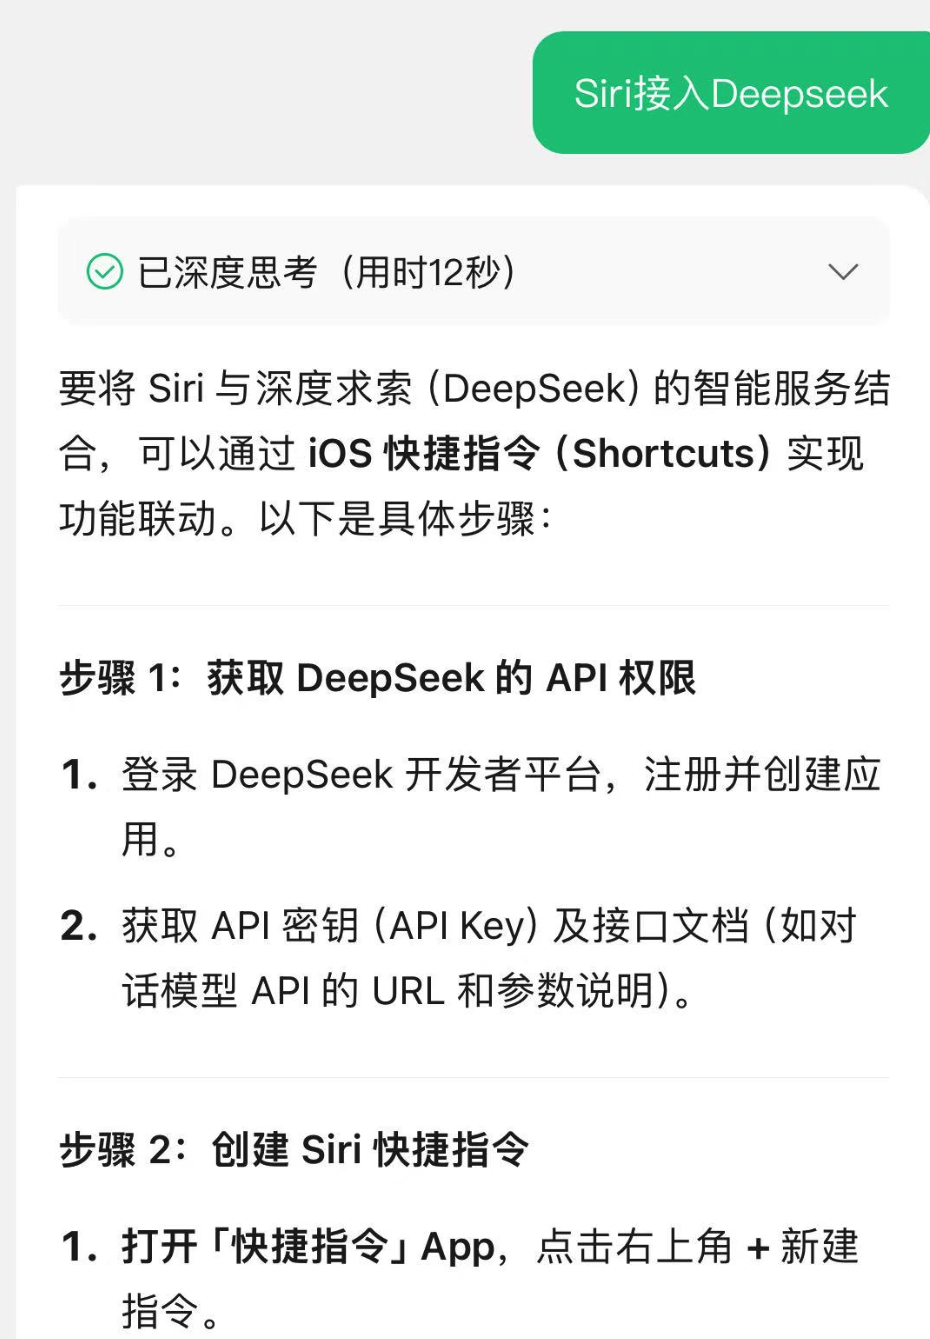 Siri接入Deepseek
已深度思考（用时12秒）
要将 Siri 与深度求索（DeepSeek）的智能服务结
合，可以通过 iOS 快捷指令（Shortcuts）实现
功能联动。以下是具体步骤：
步骤 1：获取 DeepSeek 的 API 权限
1. 登录 DeepSeek 开发者平台，注册并创建应
用。
2. 获取 API 密钥（API Key）及接口文档（如对
话模型 API 的 URL 和参数说明）。
步骤 2：创建 Siri 快捷指令
1. 打开「快捷指令」App，点击右上角 + 新建
指令。